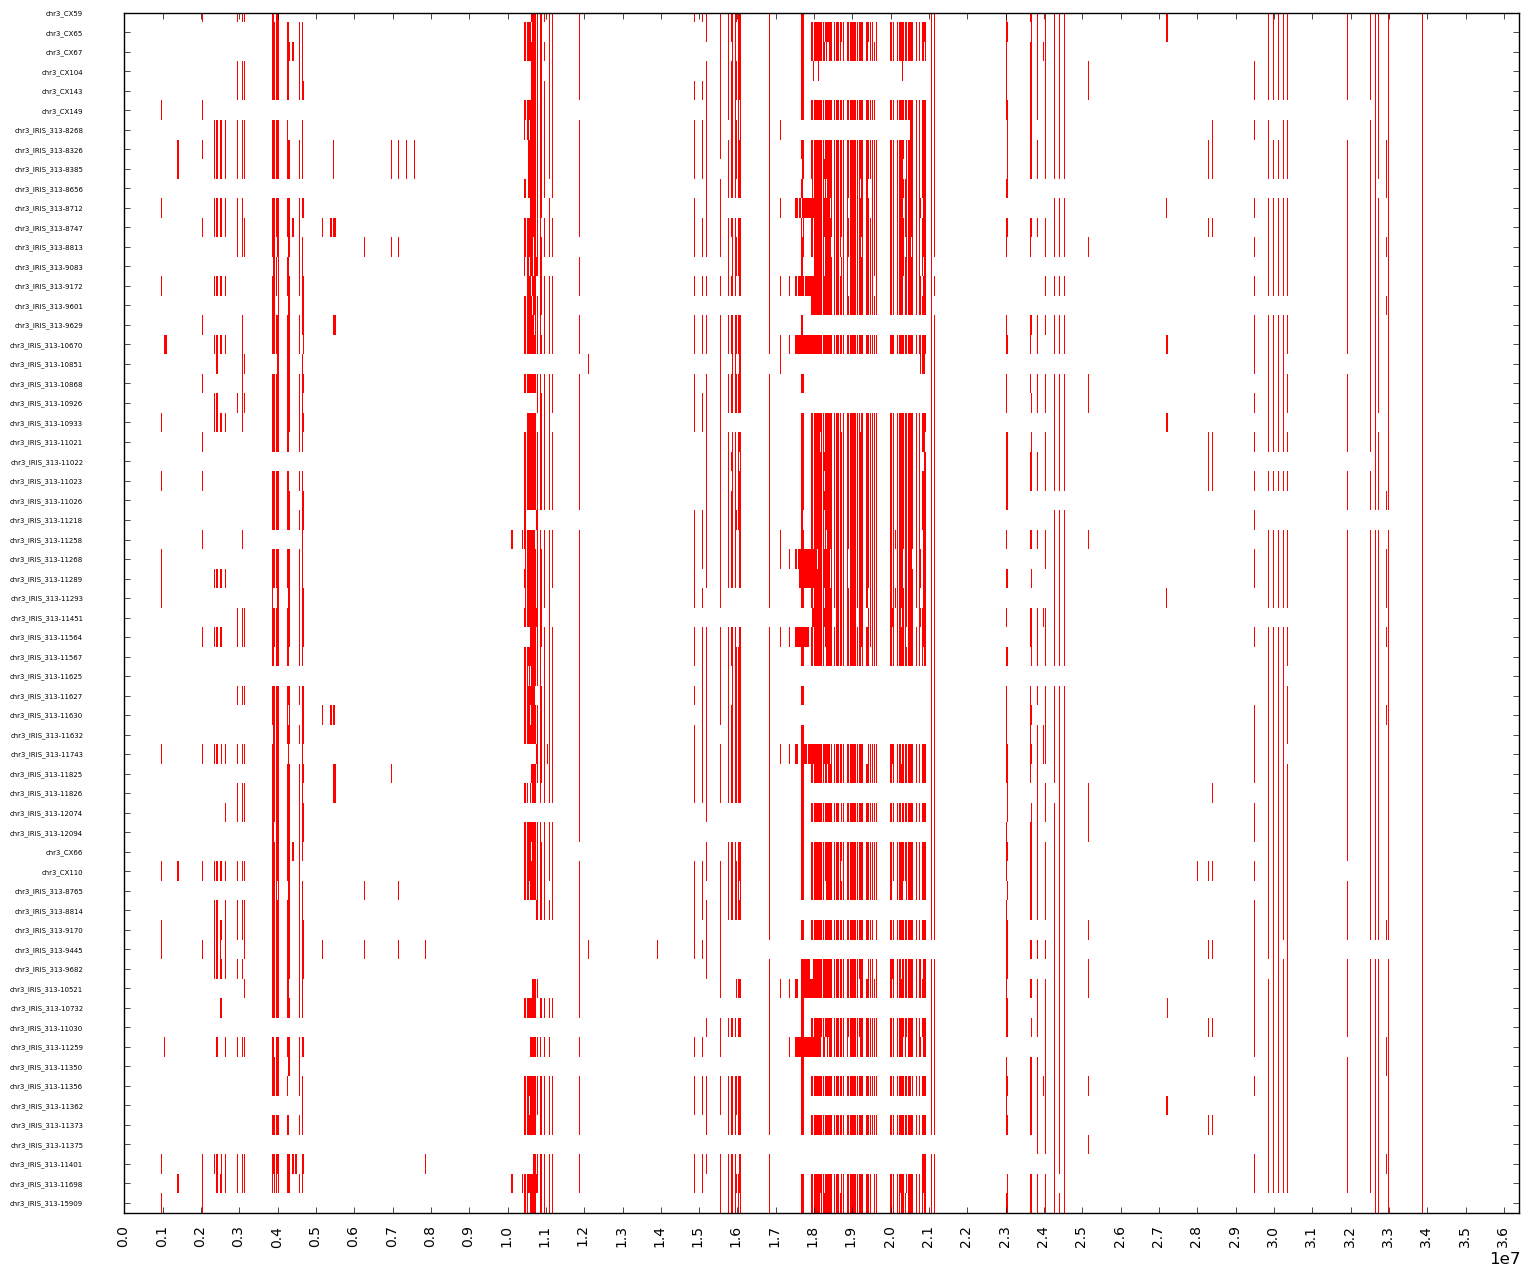 chr3_CX59
chr3_CX65
chr3_CX67
chr3_CX104
chr3_CX143
chr3_CX149
chr3_IRIS_313-8268
chr3_IRIS_313-8326
chr3_IRIS_313-8385
chr3_IRIS_313-8656
chr3_IRIS_313-8712
chr3_IRIS_313-8747
chr3_IRIS_313-8813
chr3_IRIS_313-9083
chr3_IRIS_313-9172
chr3_IRIS_313-9601
chr3_IRIS_313-9629
chr3_IRIS_313-10670
chr3_IRIS_313-10851
chr3_IRIS_313-10868
chr3_IRIS_313-10926
chr3_IRIS_313-10933
chr3_IRIS_313-11021
chr3_IRIS_313-11022
chr3_IRIS_313-11023
chr3_IRIS_313-11026
chr3_IRIS_313-11218
chr3_IRIS_313-11258
chr3_IRIS_313-11268
chr3_IRIS_313-11289
chr3_IRIS_313-11293
chr3_IRIS_313-11451
chr3_IRIS_313-11564
chr3_IRIS_313-11567
chr3_IRIS_313-11625
chr3_IRIS_313-11627
chr3_IRIS_313-11630
chr3_IRIS_313-11632
chr3_IRIS_313-11743
chr3_IRIS_313-11825
chr3_IRIS_313-11826
chr3_IRIS_313-12074
chr3_IRIS_313-12094
chr3_CX66
chr3_CX110
chr3_IRIS_313-8765
chr3_IRIS_313-8814
chr3_IRIS_313-9170
chr3_IRIS_313-9445
chr3_IRIS_313-9682
chr3_IRIS_313-10521
chr3_IRIS_313-10732
chr3_IRIS_313-11030
chr3_IRIS_313-11259
chr3_IRIS_313-11350
chr3_IRIS_313-11356
chr3_IRIS_313-11362
chr3_IRIS_313-11373
chr3_IRIS_313-11375
chr3_IRIS_313-11401
chr3_IRIS_313-11698
chr3_IRIS_313-15909
0.0 0.1 0.2 0.3 0.4 0.5 0.6 0.7 0.8 0.9 1.0 1.1 1.2 1.3 1.4 1.5 1.6 1.7 1.8 1.9 2.0 2.1 2.2 2.3 2.4 2.5 2.6 2.7 2.8 2.9 3.0 3.1 3.2 3.3 3.4 3.5 3.6
1e7